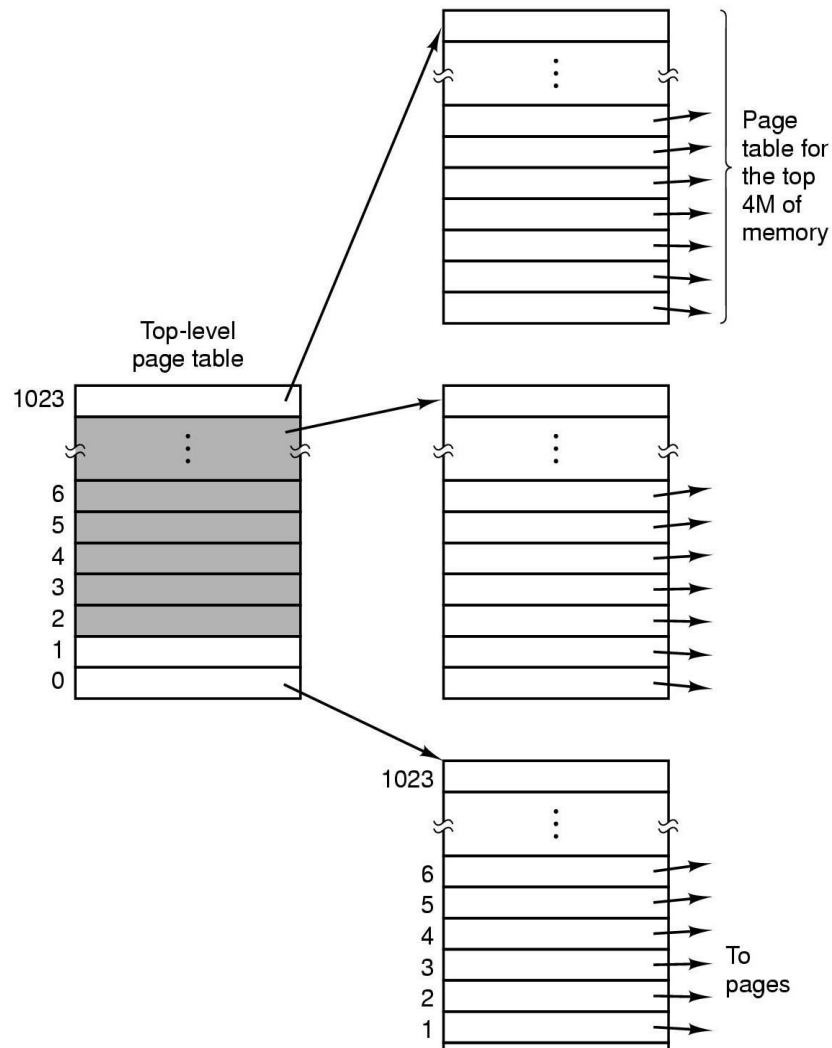 Page
table for
the top
4M of
memory
Top-level
page table
1023
6
5
4
3
2
1
0
1023
6
5
4
3
2
1
To
pages